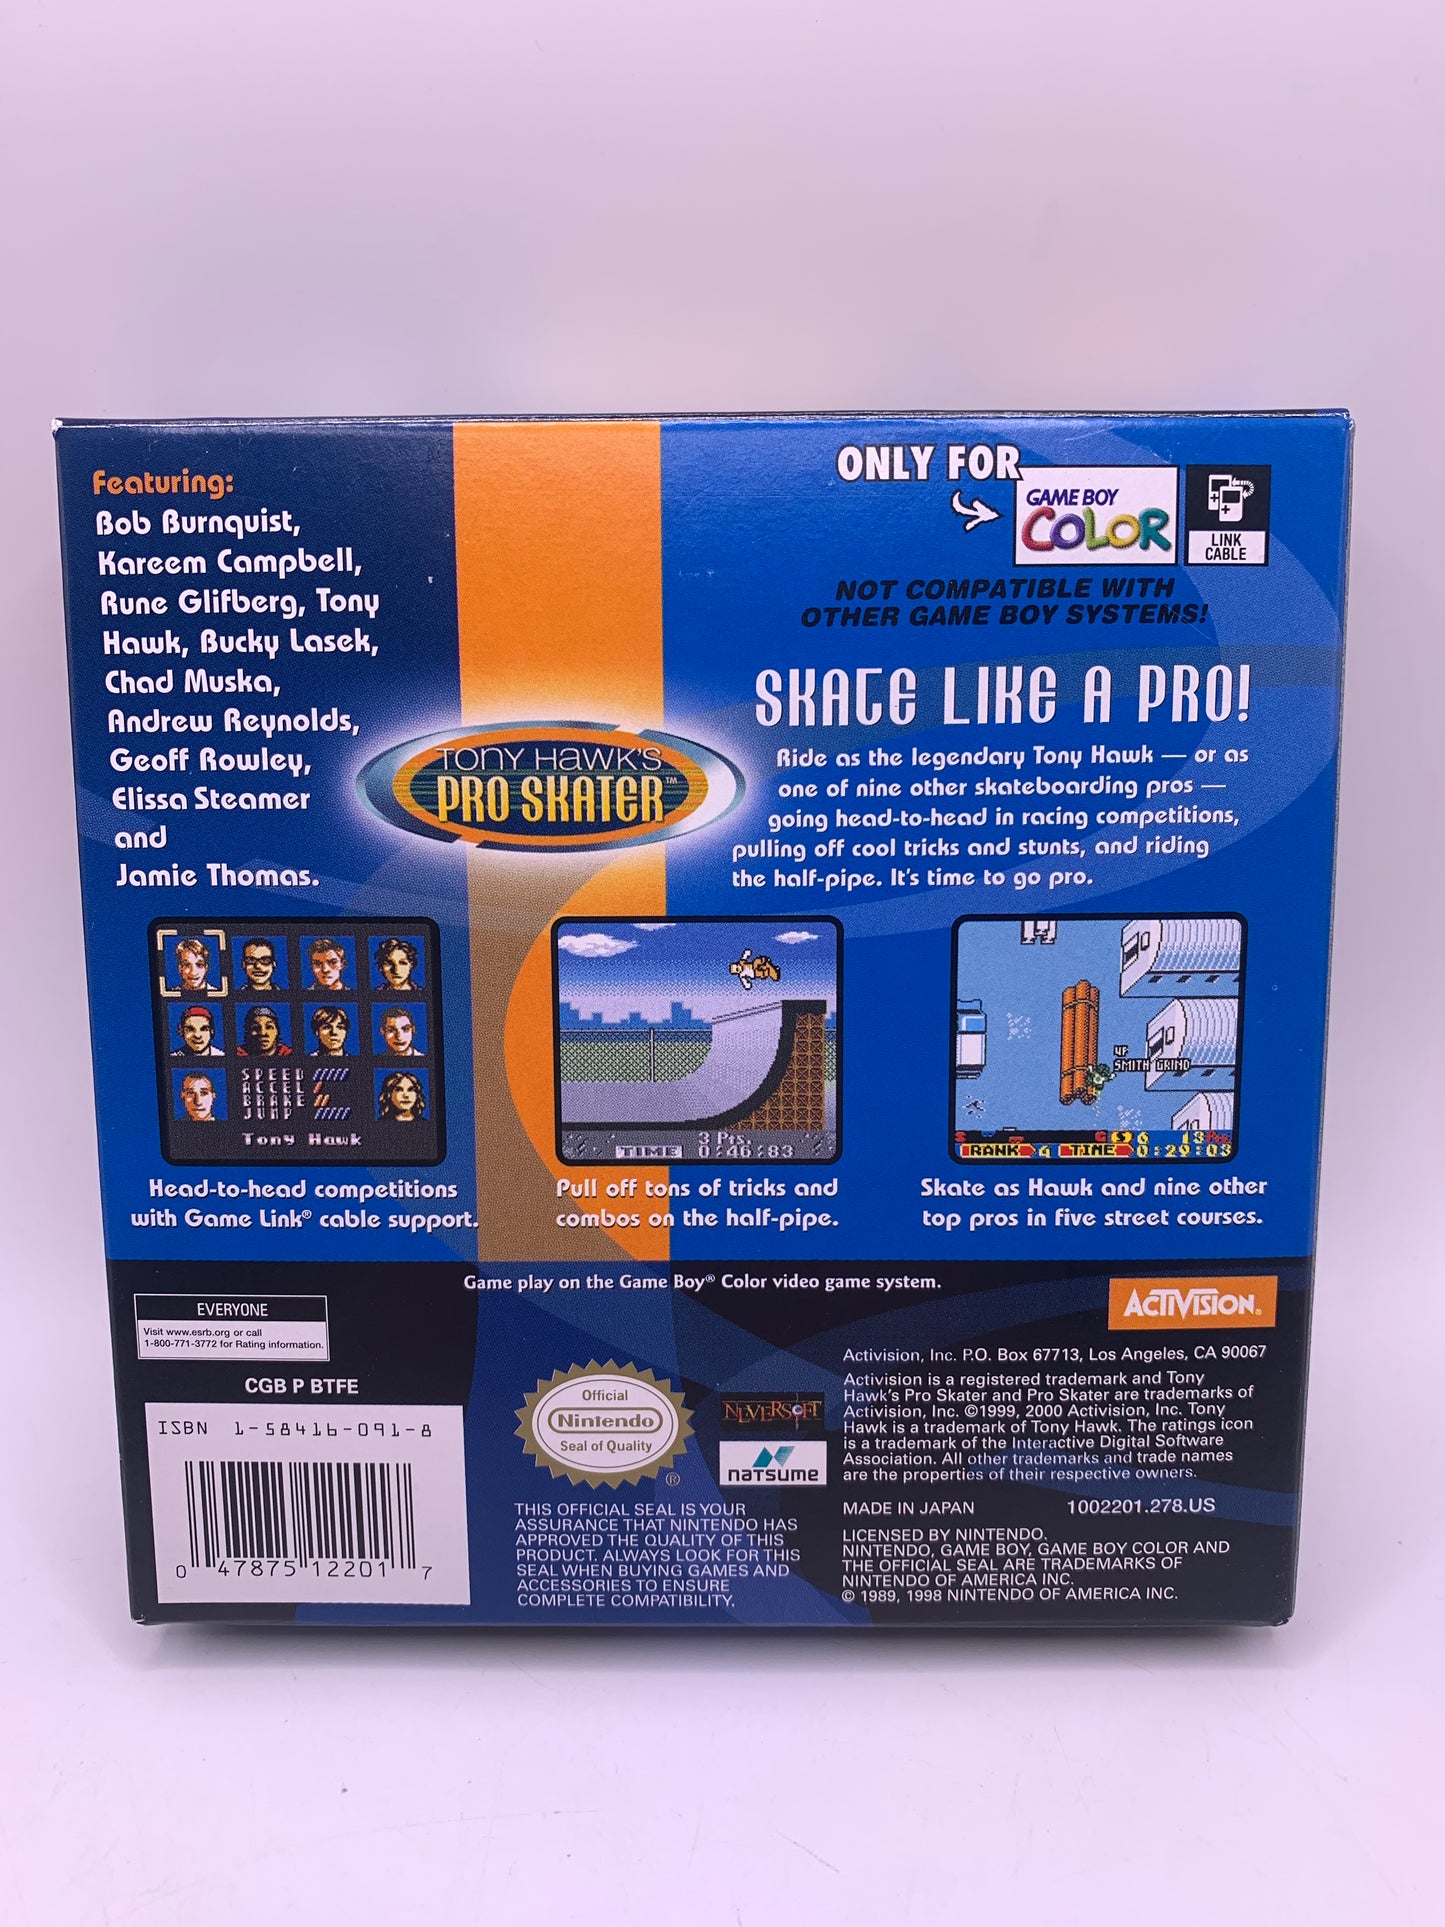 Featuring:
Bob Burnquist,
Kareem Campbell,
Rune Glifberg, Tony
Hawk, Bucky Lasek,
Chad Muska,
Andrew Reynolds,
Geoff Rowley,
Elissa Steamer
and
Jamie Thomas.
TONY HAWK'S
PRO SKATER™
ONLY FOR
GAME BOY
COLOR
LINK
CABLE
NOT COMPATIBLE WITH
OTHER GAME BOY SYSTEMS!
SKATE LIKE A PRO!
Ride as the legendary Tony Hawk — or as
one of nine other skateboarding pros —
going head-to-head in racing competitions,
pulling off cool tricks and stunts, and riding
the half-pipe. It's time to go pro.
SPEED
ACCEL
BRAKE
JUMP
Tony Hawk
3 Pts.
TIME 0:46:83
UP
SMITH GRIND
13Pts
RANK 4 TIME 0:29:03
Head-to-head competitions
with Game Link® cable support.
Pull off tons of tricks and
combos on the half-pipe.
Skate as Hawk and nine other
top pros in five street courses.
Game play on the Game Boy® Color video game system.
EVERYONE
Visit www.esrb.org or call
1-800-771-3772 for Rating information.
CGB P BTFE
ISBN 1-58416-091-8
0 47875 12201 7
Official
Nintendo
Seal of Quality
®
THIS OFFICIAL SEAL IS YOUR
ASSURANCE THAT NINTENDO HAS
APPROVED THE QUALITY OF THIS
PRODUCT. ALWAYS LOOK FOR THIS
SEAL WHEN BUYING GAMES AND
ACCESSORIES TO ENSURE
COMPLETE COMPATIBILITY.
NEVERSOFT
natsume
ACTIVISION®
Activision, Inc. P.O. Box 67713, Los Angeles, CA 90067
Activision is a registered trademark and Tony
Hawk's Pro Skater and Pro Skater are trademarks of
Activision, Inc. ©1999, 2000 Activision, Inc. Tony
Hawk is a trademark of Tony Hawk. The ratings icon
is a trademark of the Interactive Digital Software
Association. All other trademarks and trade names
are the properties of their respective owners.
MADE IN JAPAN 1002201.278.US
LICENSED BY NINTENDO.
NINTENDO, GAME BOY, GAME BOY COLOR AND
THE OFFICIAL SEAL ARE TRADEMARKS OF
NINTENDO OF AMERICA INC.
© 1989, 1998 NINTENDO OF AMERICA INC.